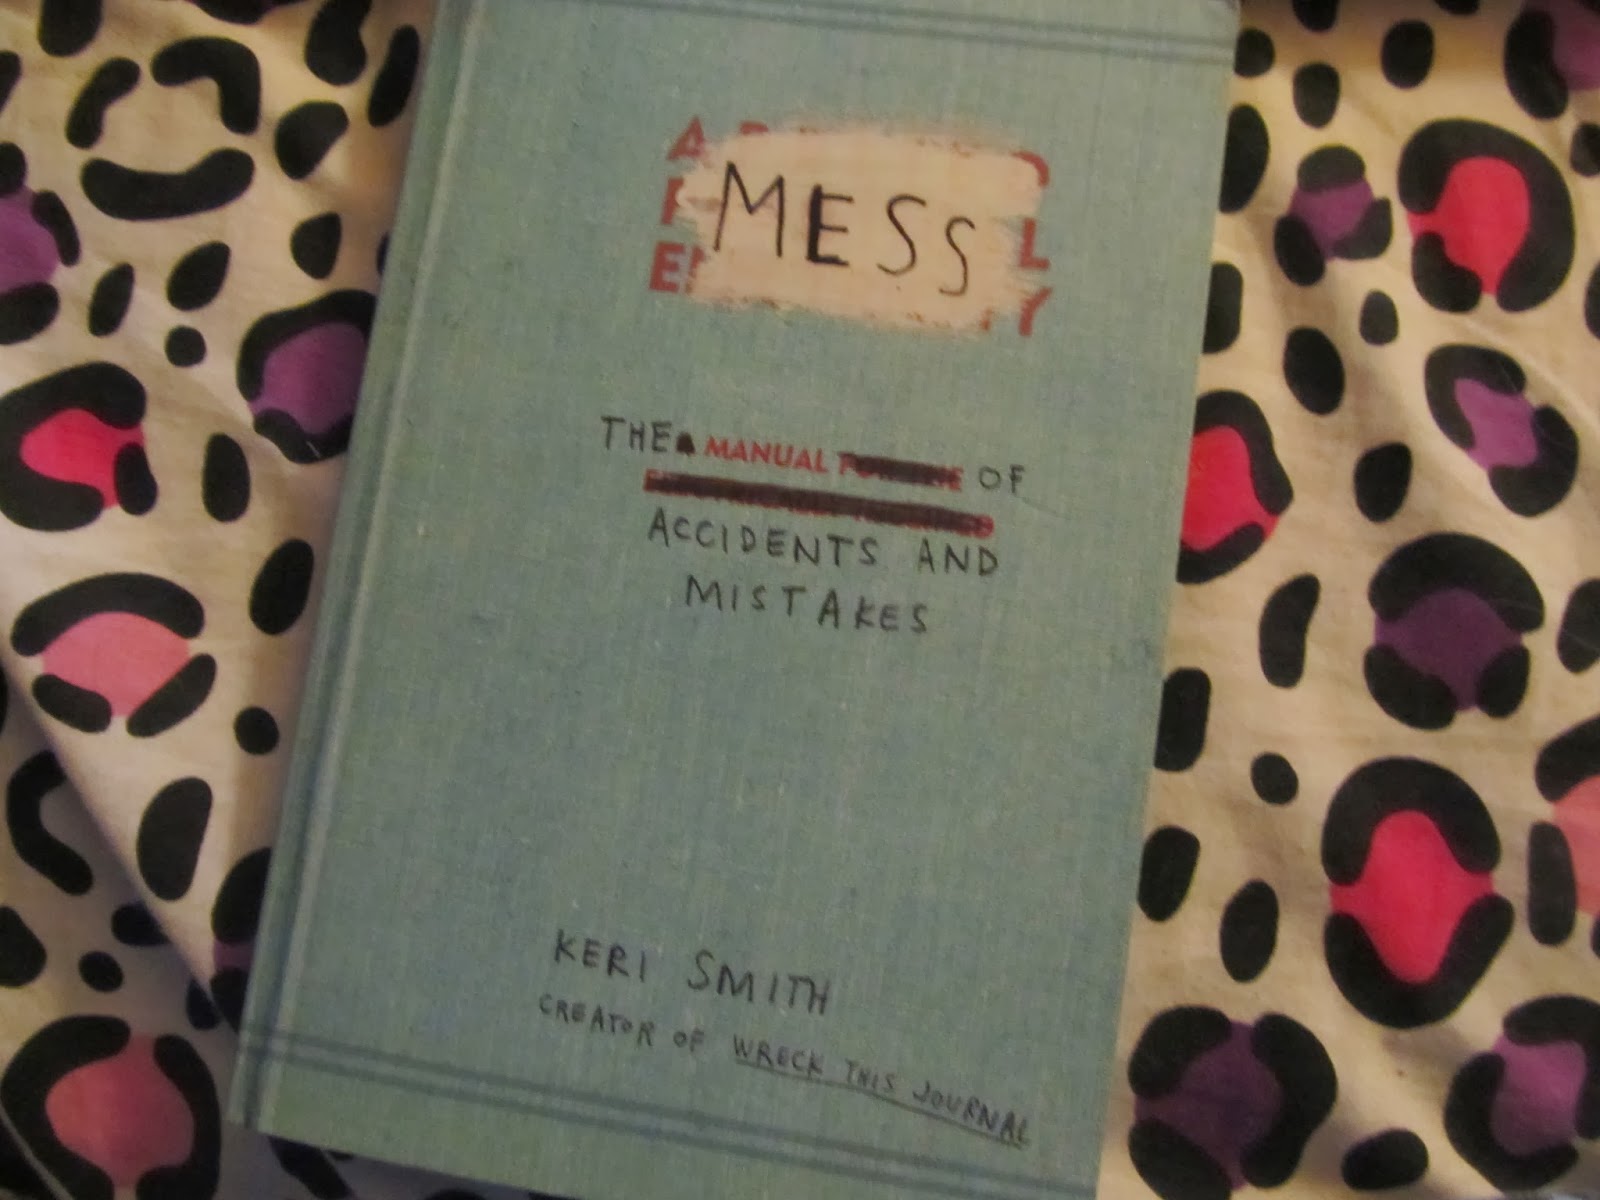 MESS
THE MANUAL OF
ACCIDENTS AND
MISTAKES
KERI SMITH
CREATOR OF WRECK THIS JOURNAL